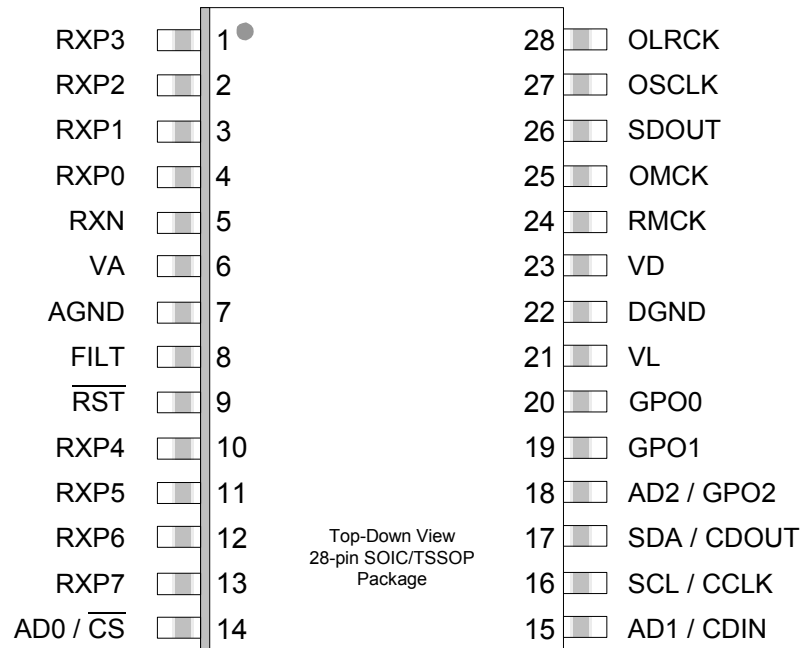 RXP3 1 28 OLRCK
RXP2 2 27 OSCLK
RXP1 3 26 SDOUT
RXP0 4 25 OMCK
RXN 5 24 RMCK
VA 6 23 VD
AGND 7 22 DGND
FILT 8 21 VL
RST 9 20 GPO0
RXP4 10 19 GPO1
RXP5 11 18 AD2 / GPO2
RXP6 12 17 SDA / CDOUT
RXP7 13 16 SCL / CCLK
AD0 / CS 14 15 AD1 / CDIN
Top-Down View
28-pin SOIC/TSSOP
Package